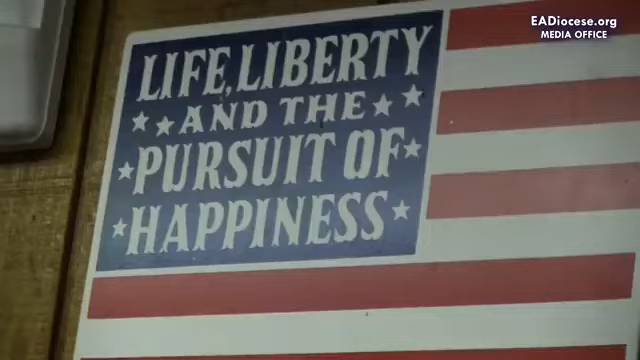 EADiocese.org
MEDIA OFFICE
LIFE, LIBERTY
AND THE
PURSUIT OF
HAPPINESS